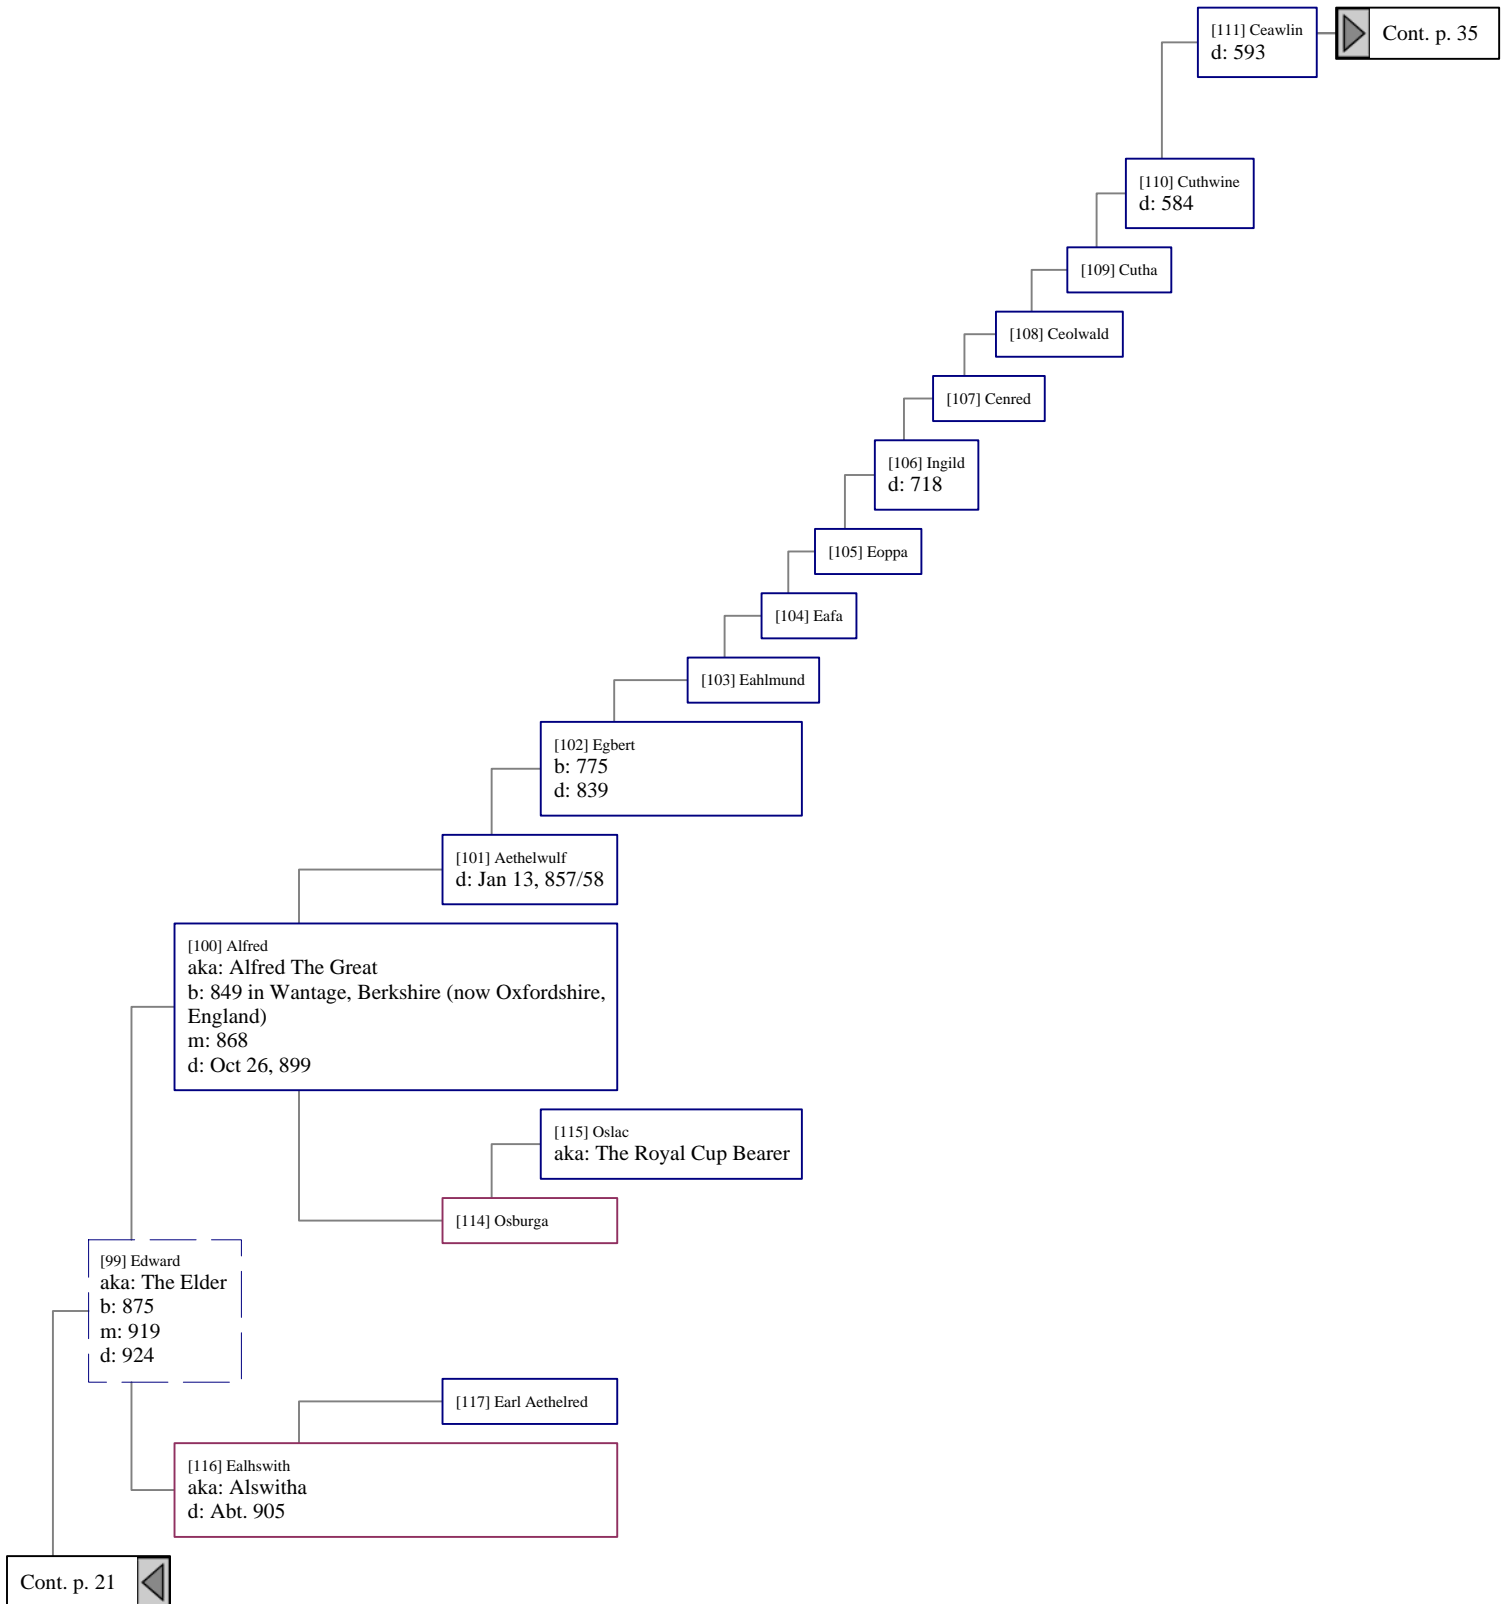 [111] Ceawlin
d: 593
Cont. p. 35
[110] Cuthwine
d: 584
[109] Cutha
[108] Ceolwald
[107] Cenred
[106] Ingild
d: 718
[105] Eoppa
[104] Eafa
[103] Eahlmund
[102] Egbert
b: 775
d: 839
[101] Aethelwulf
d: Jan 13, 857/58
[100] Alfred
aka: Alfred The Great
b: 849 in Wantage, Berkshire (now Oxfordshire,
England)
m: 868
d: Oct 26, 899
[115] Oslac
aka: The Royal Cup Bearer
[114] Osburga
[99] Edward
aka: The Elder
b: 875
m: 919
d: 924
[117] Earl Aethelred
[116] Ealhswith
aka: Alswitha
d: Abt. 905
Cont. p. 21